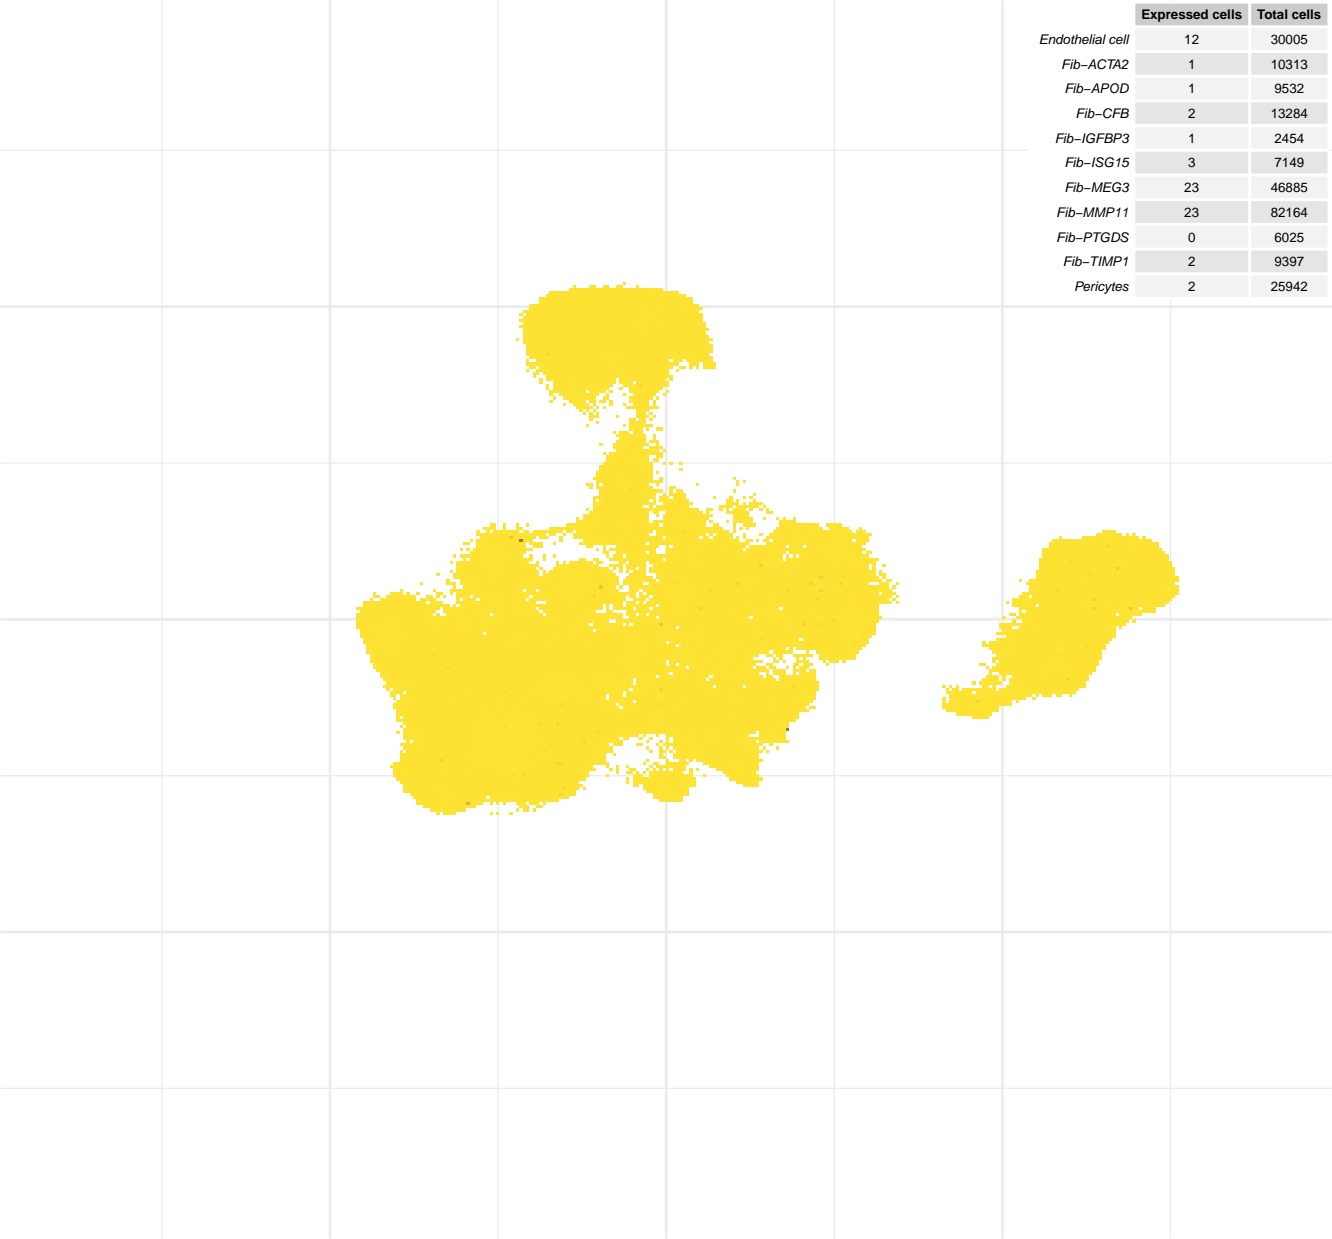 Expressed cells Total cells
Endothelial cell 12 30005
Fib−ACTA2 1 10313
Fib−APOD 1 9532
Fib−CFB 2 13284
Fib−IGFBP3 1 2454
Fib−ISG15 3 7149
Fib−MEG3 23 46885
Fib−MMP11 23 82164
Fib−PTGDS 0 6025
Fib−TIMP1 2 9397
Pericytes 2 25942